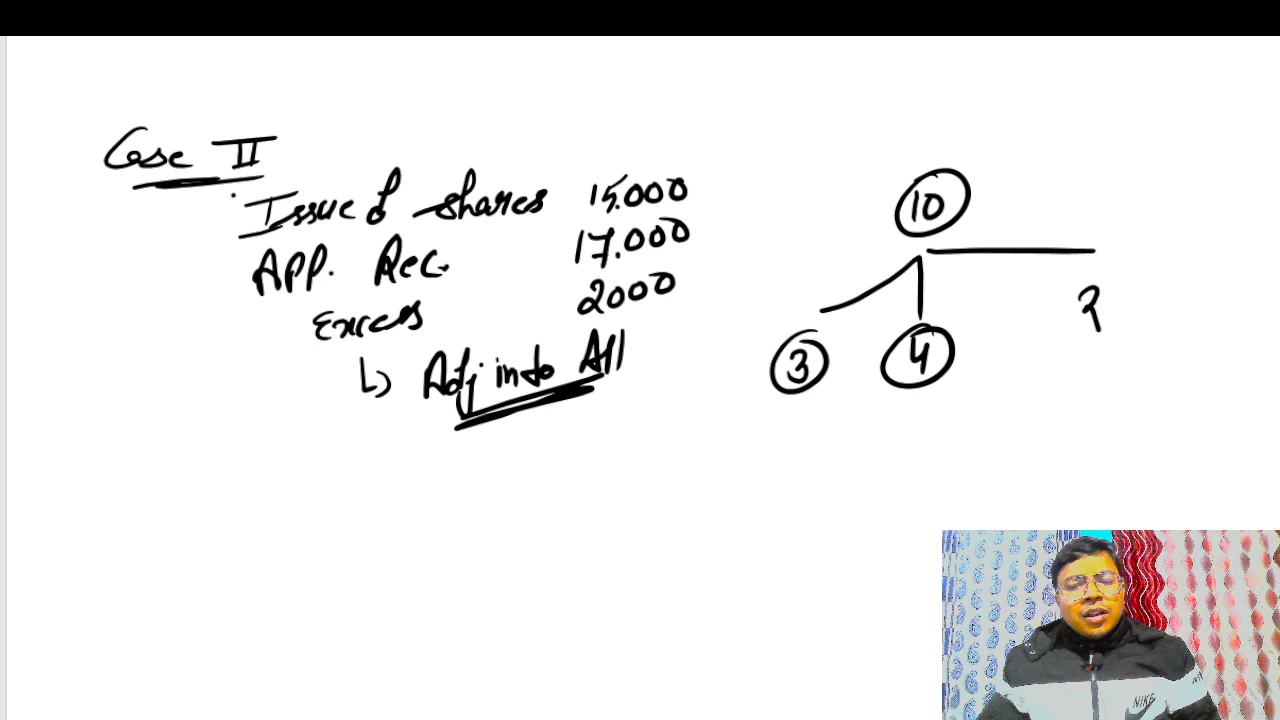 Case II
Issue of shares 15.000
APP. Rec. 17.000
Excess 2000
↳ Adj. into All
10
3 4 ?
NIKE